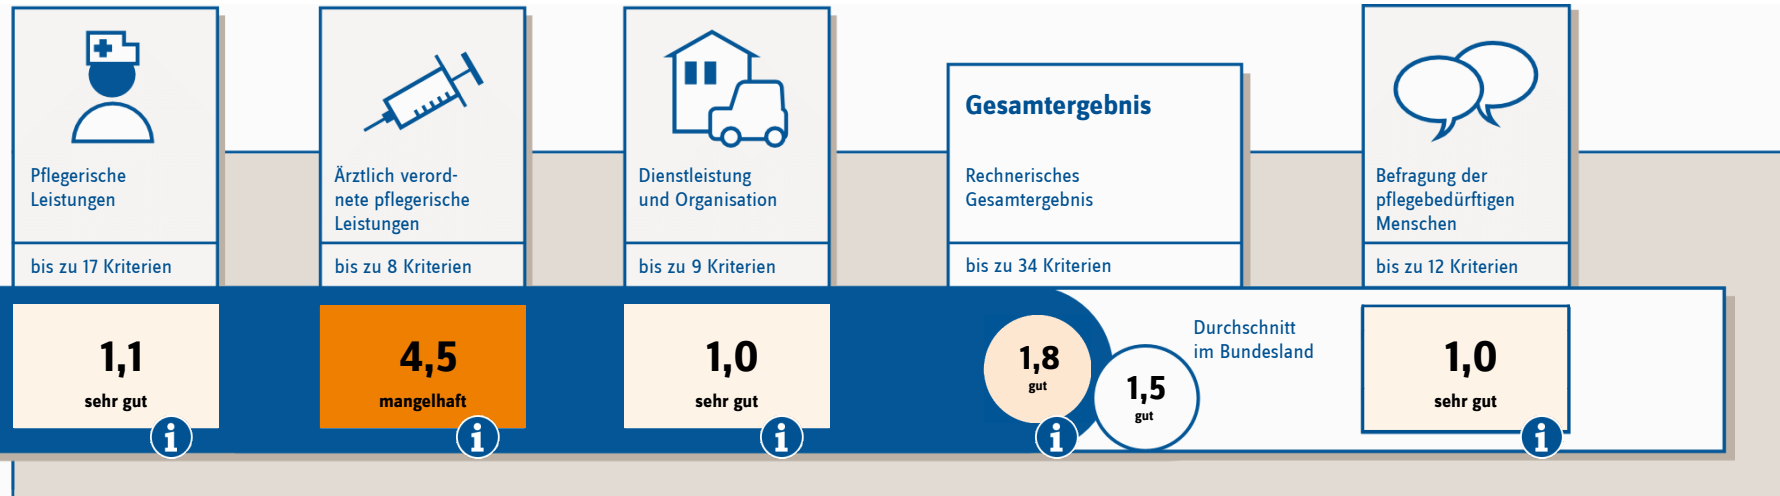 Pflegerische
Leistungen
bis zu 17 Kriterien
1,1
sehr gut
i
Ärztlich verord-
nete pflegerische
Leistungen
bis zu 8 Kriterien
4,5
mangelhaft
i
Dienstleistung
und Organisation
bis zu 9 Kriterien
1,0
sehr gut
i
Gesamtergebnis
Rechnerisches
Gesamtergebnis
bis zu 34 Kriterien
1,8
gut
i
Durchschnitt
im Bundesland
1,5
gut
Befragung der
pflegebedürftigen
Menschen
bis zu 12 Kriterien
1,0
sehr gut
i